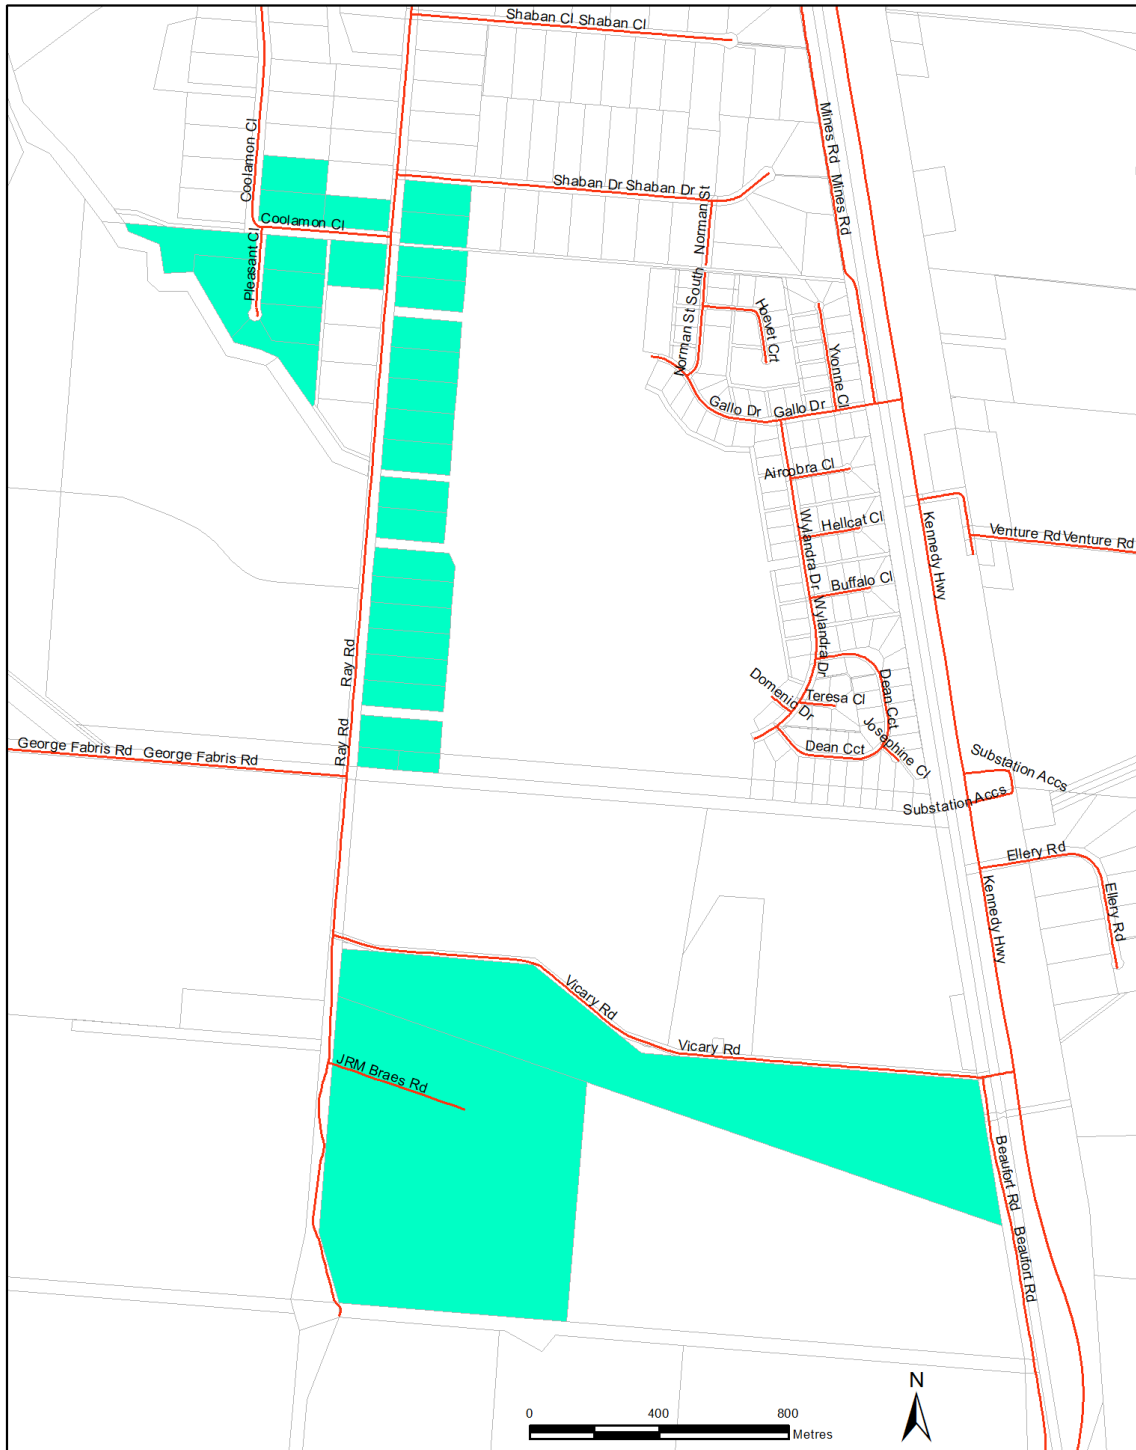 Shaban Cl Shaban Cl
Mines Rd
Mines Rd
Coolamon Cl
Shaban Dr Shaban Dr
Norman St
Coolamon Cl
Pleasant Cl
Norman St South
Hoevet Crt
Yvonne Cl
Gallo Dr
Gallo Dr
Aircobra Cl
Wylandra Dr
Hellcat Cl
Kennedy Hwy
Venture Rd Venture Rd
Buffalo Cl
Wylandra Dr
Ray Rd
Domenic Dr
Teresa Cl
Dean Cct
Ray Rd
George Fabris Rd
George Fabris Rd
Dean Cct
Josephine Cl
Substation Accs
Substation Accs
Ellery Rd
Ellery Rd
Kennedy Hwy
Vicary Rd
Vicary Rd
JRM Braes Rd
Beaufort Rd
Beaufort Rd
N
0 400 800
Metres